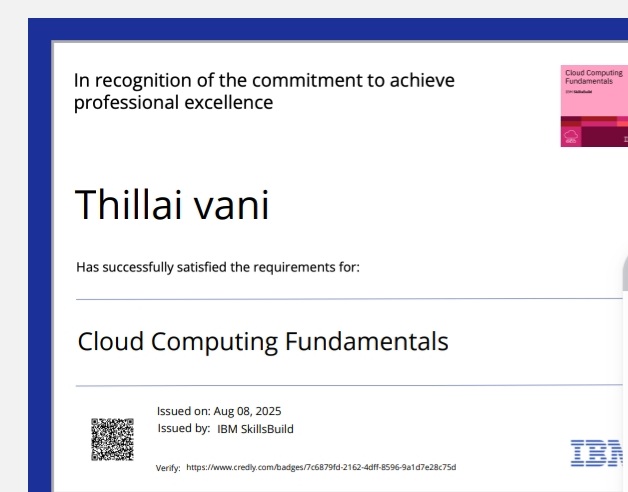 In recognition of the commitment to achieve
professional excellence
Cloud Computing
Fundamentals
IBM SkillsBuild
Thillai vani
Has successfully satisfied the requirements for:
Cloud Computing Fundamentals
Issued on: Aug 08, 2025
Issued by: IBM SkillsBuild
Verify: https://www.credly.com/badges/7c6879fd-2162-4dff-8596-9a1d7e28c75d
IBM